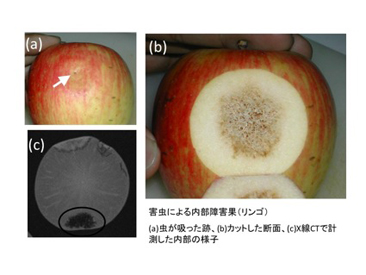 (a)
(b)
(c)
害虫による内部障害果(リンゴ)
(a)虫が吸った跡、(b)カットした断面、(c)X線CTで計
測した内部の様子